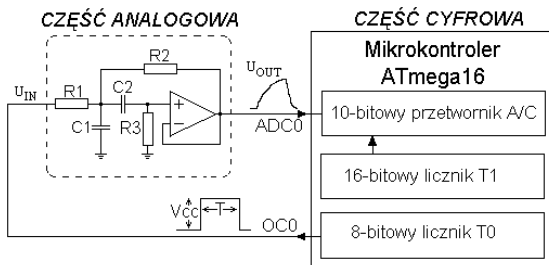 CZĘŚĆ ANALOGOWA
CZĘŚĆ CYFROWA
Mikrokontroler
ATmega16
R2
UOUT
UIN
R1
C2
C1
R3
ADC0
10-bitowy przetwornik A/C
16-bitowy licznik T1
VCC
T
OC0
8-bitowy licznik T0